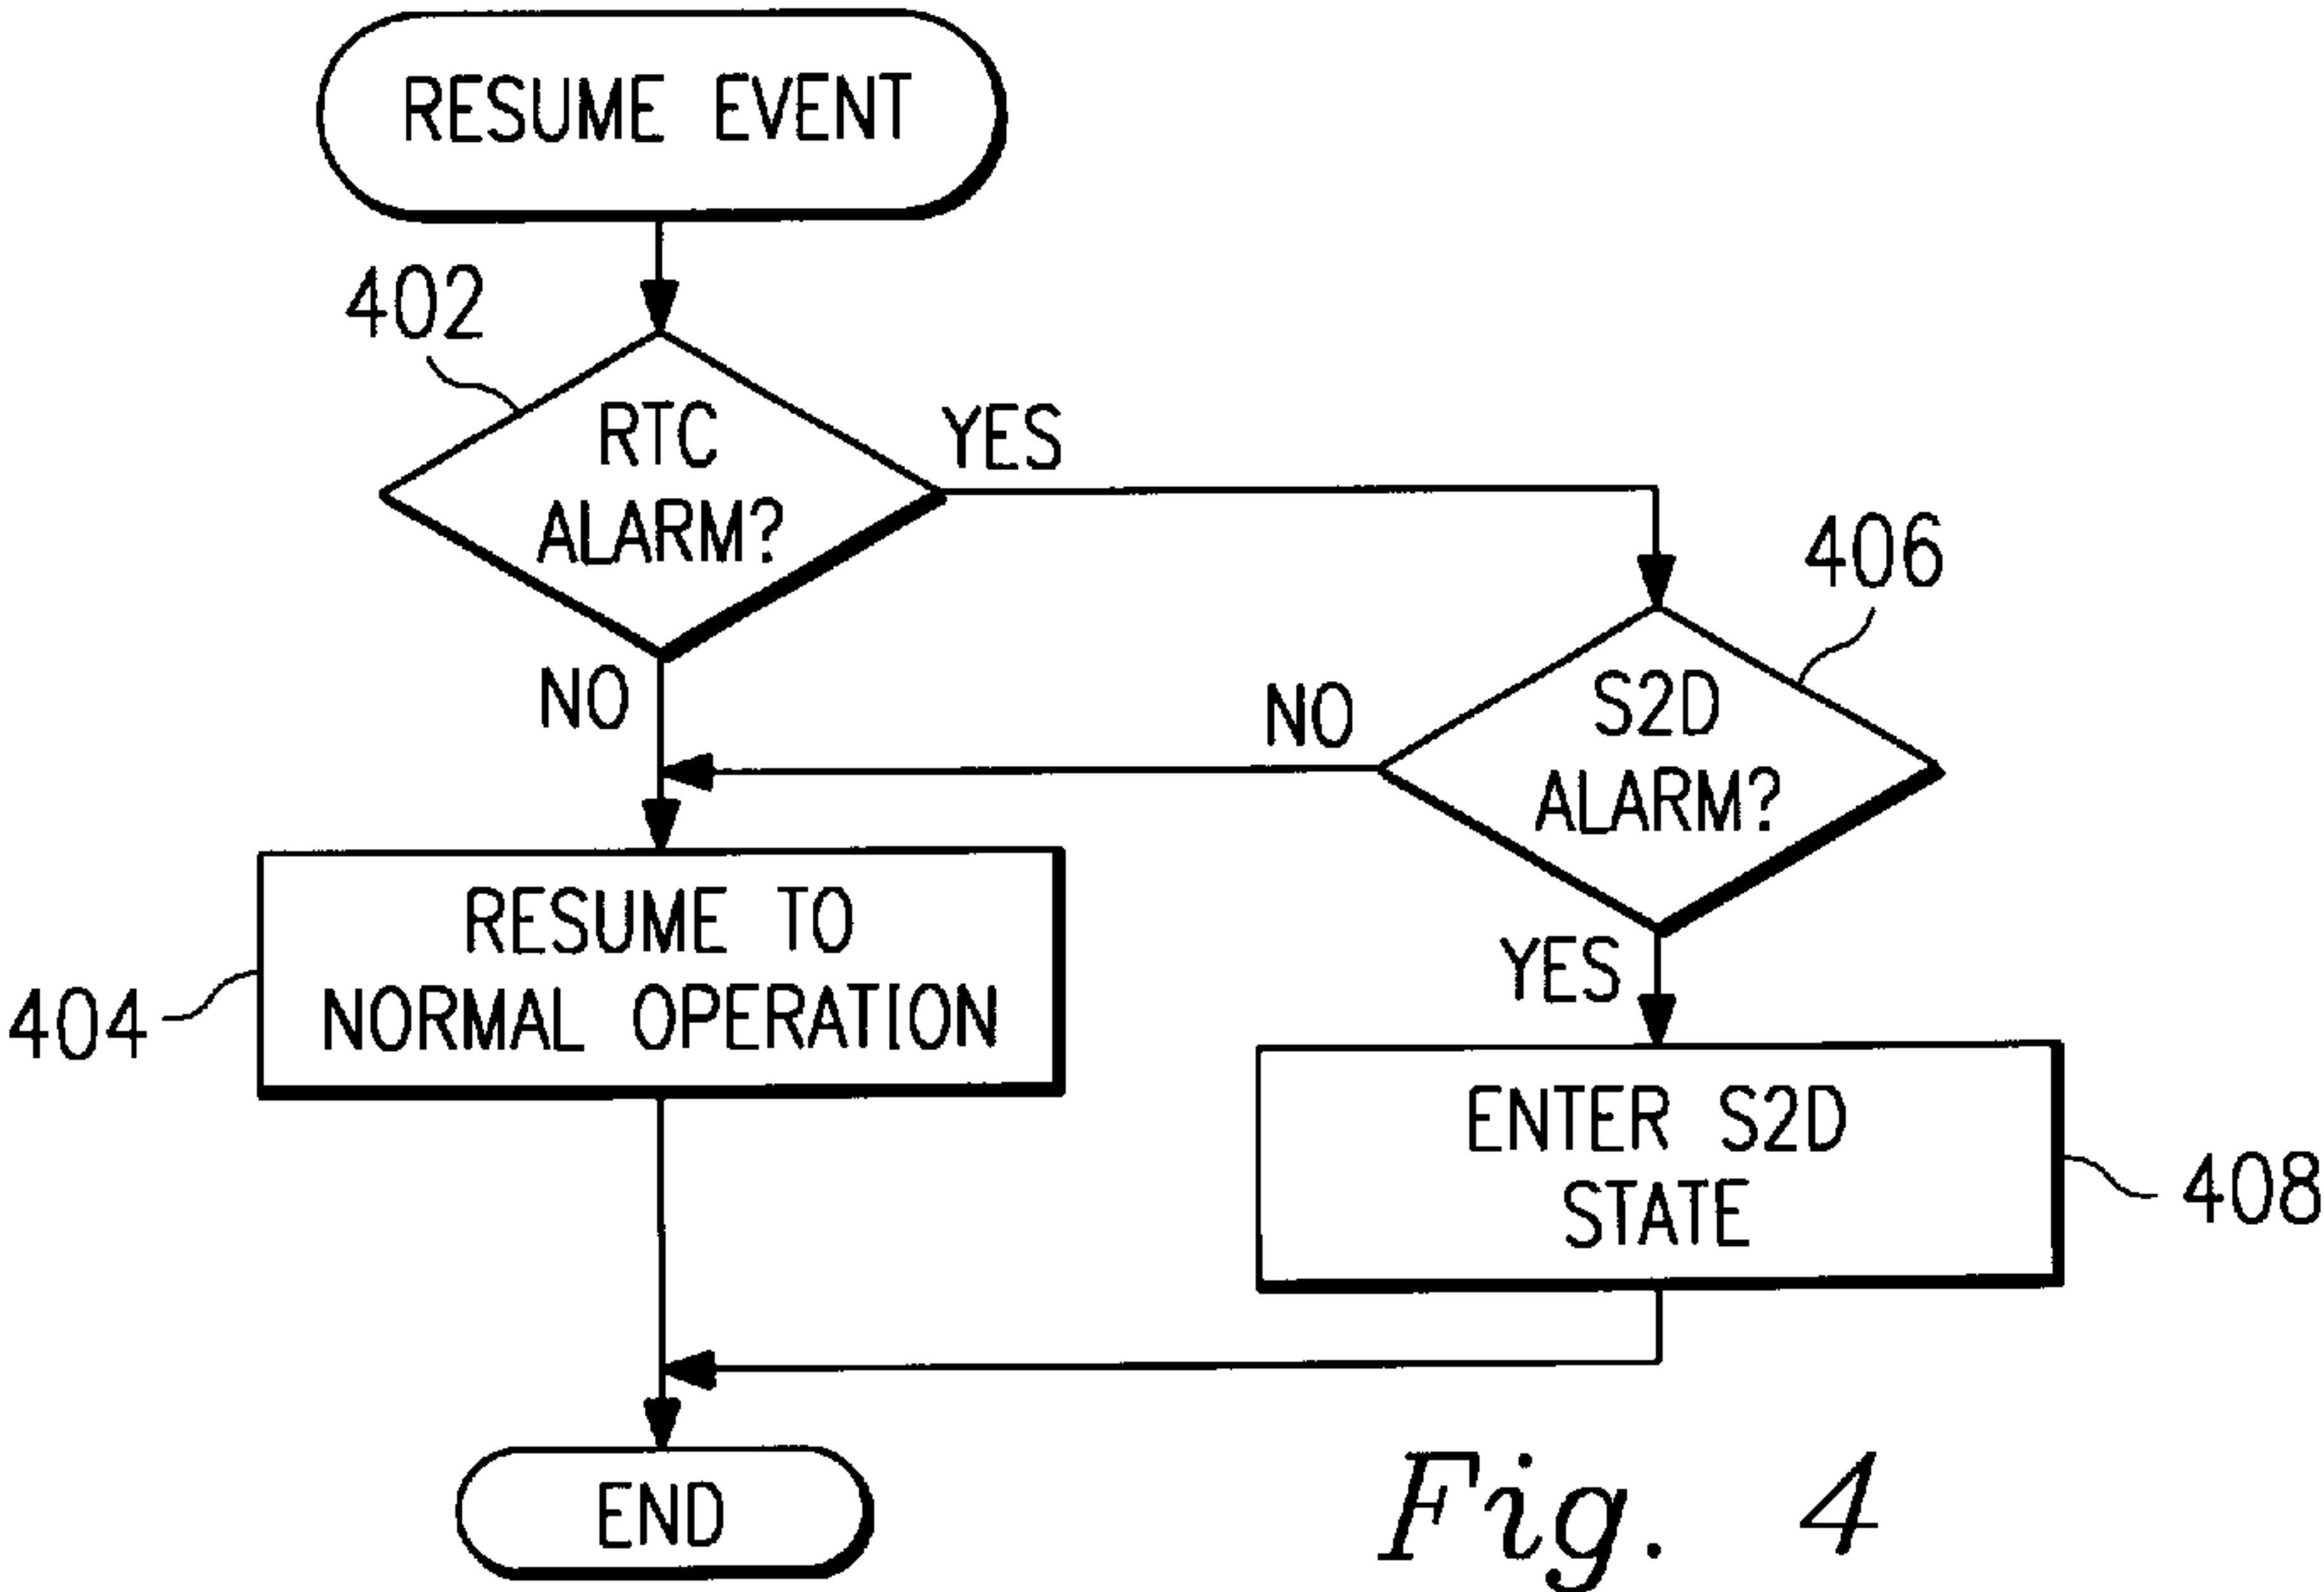 RESUME EVENT
402
RTC
ALARM?
YES
NO
406
S2D
ALARM?
NO
YES
RESUME TO
NORMAL OPERATION
404
ENTER S2D
STATE
408
END
Fig. 4